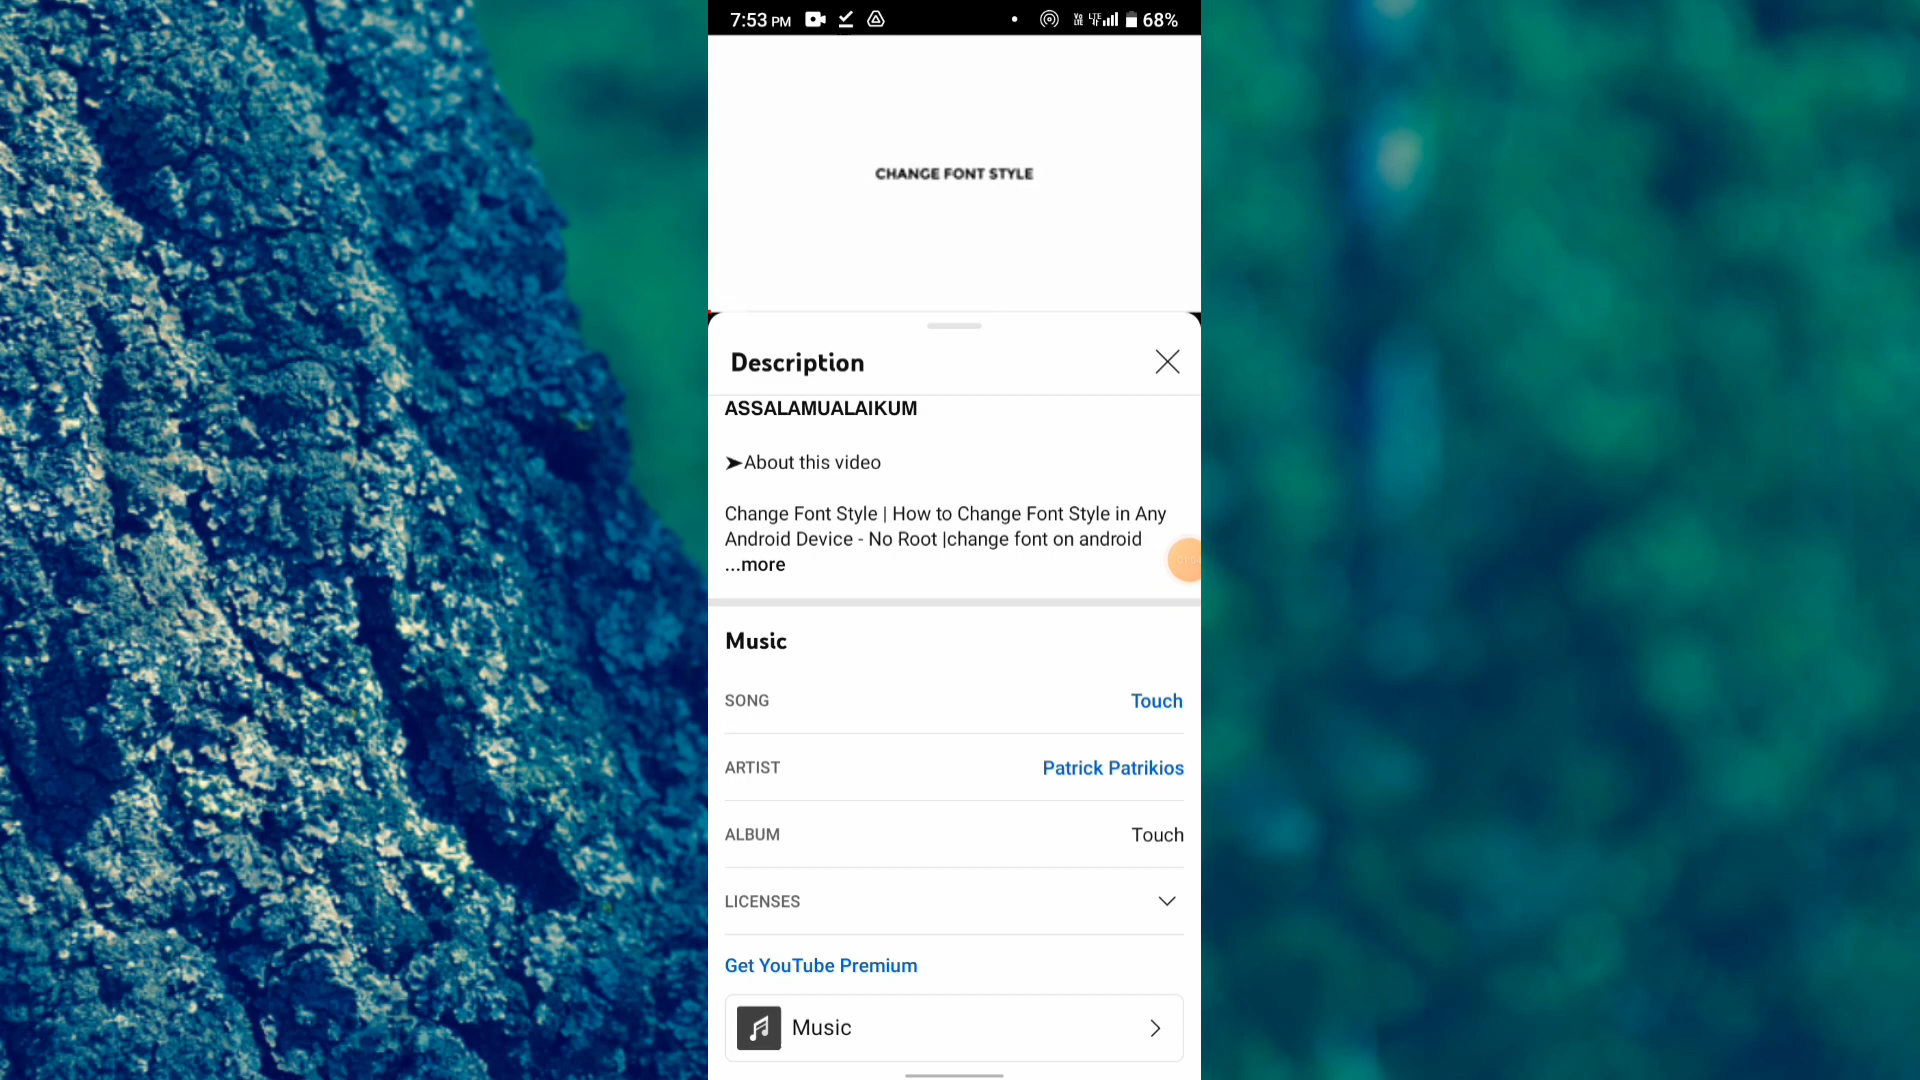 7:53 PM
68%
CHANGE FONT STYLE
Description
ASSALAMUALAIKUM
➤About this video
Change Font Style | How to Change Font Style in Any
Android Device - No Root |change font on android
...more
Music
SONG
Touch
ARTIST
Patrick Patrikios
ALBUM
Touch
LICENSES
Get YouTube Premium
Music